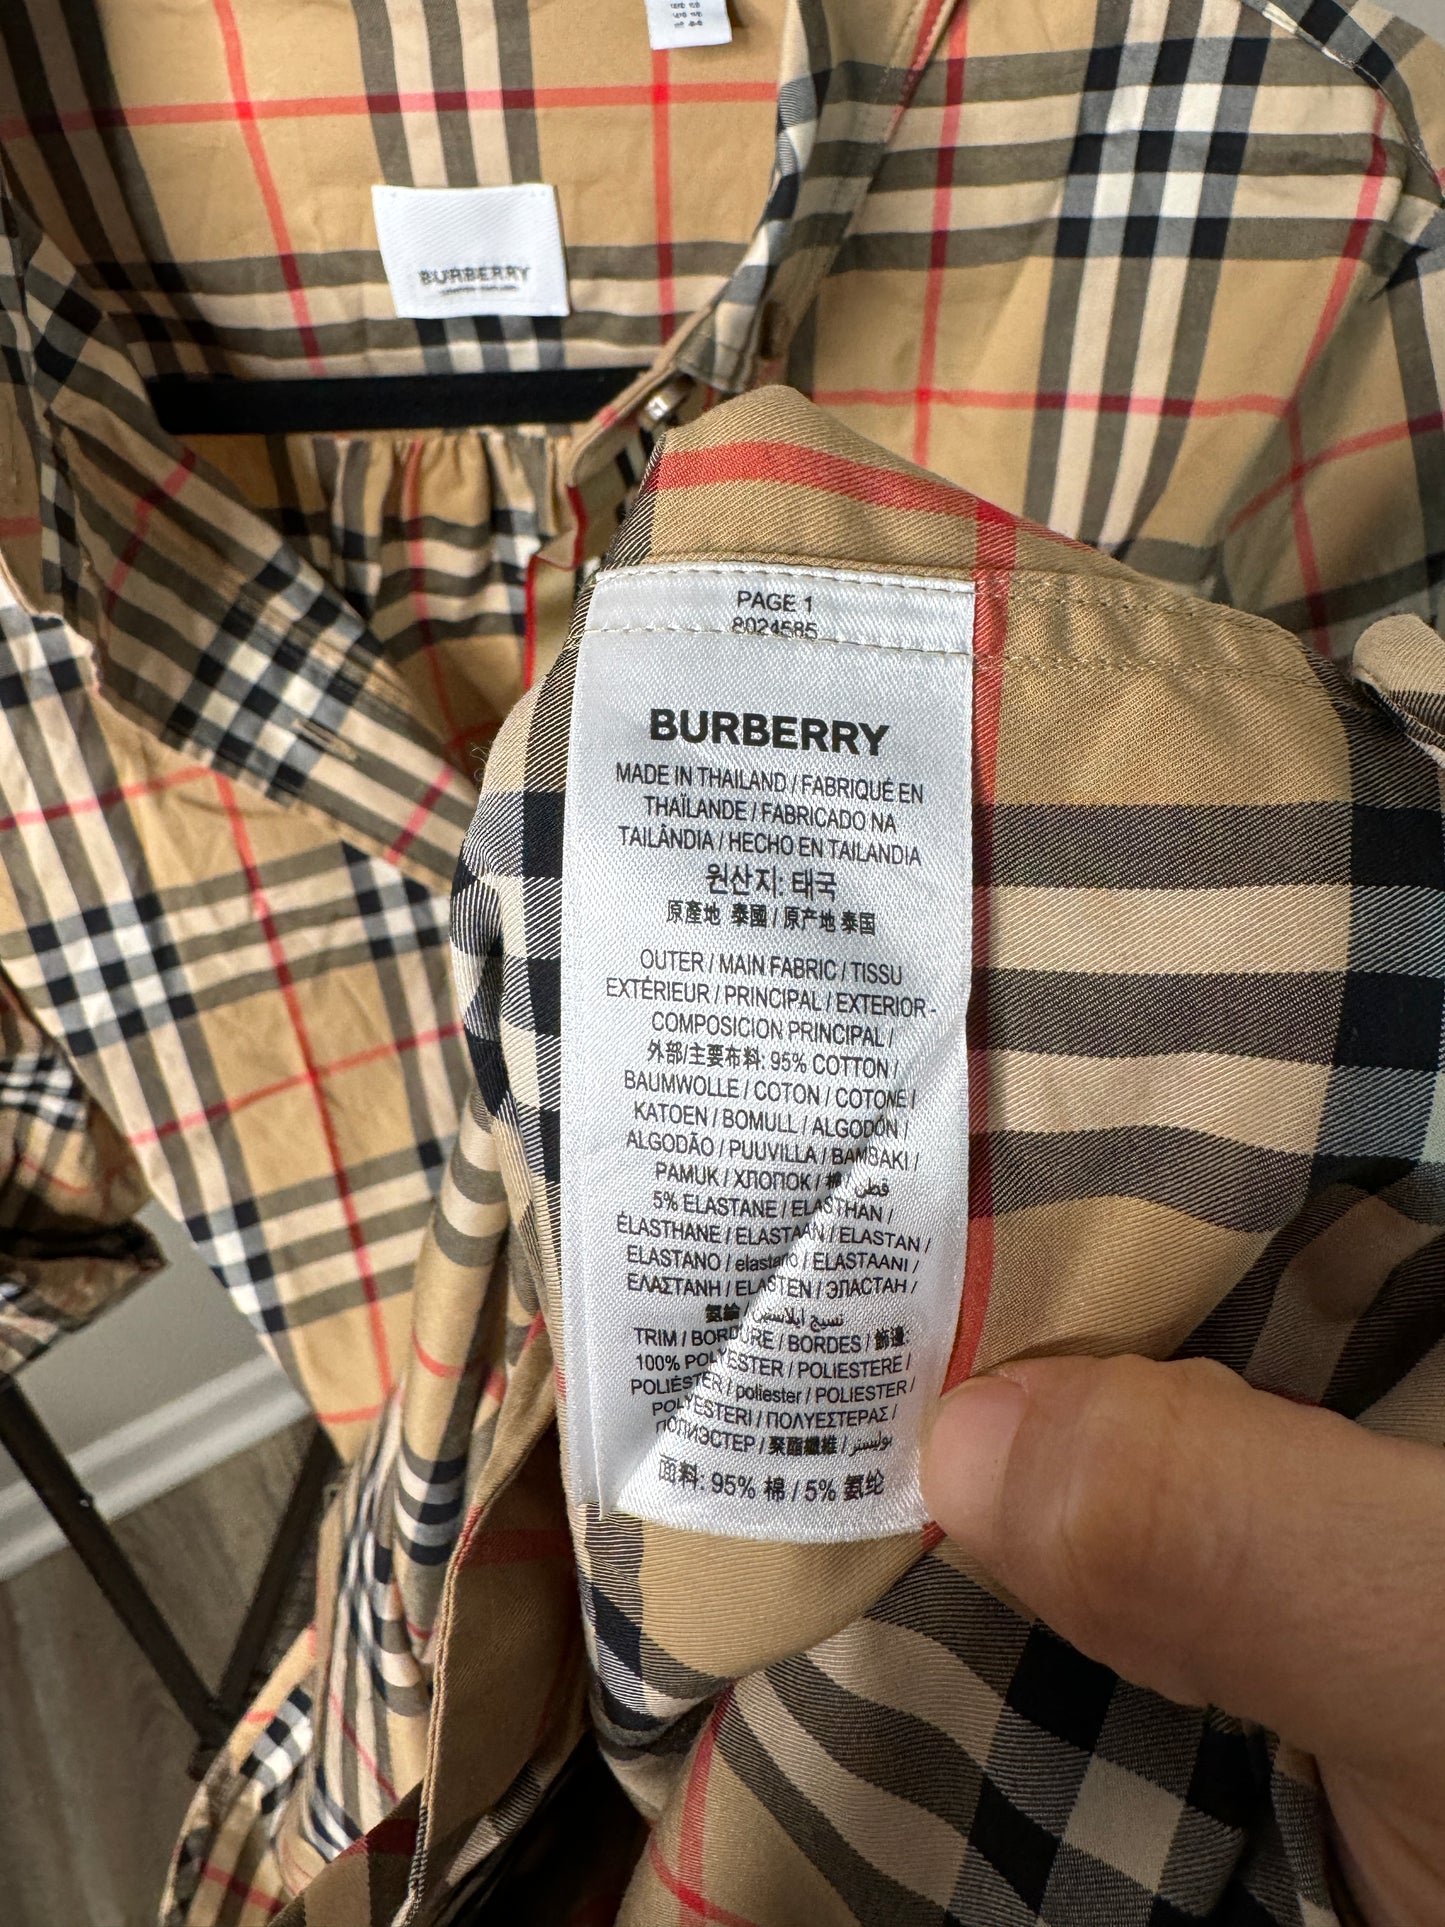 BURBERRY
PAGE 1
8024585
BURBERRY
MADE IN THAILAND / FABRIQUÉ EN
THAÏLANDE / FABRICADO NA
TAILÂNDIA / HECHO EN TAILANDIA
원산지: 태국
原產地 泰國 / 原产地 泰国
OUTER / MAIN FABRIC / TISSU
EXTÉRIEUR / PRINCIPAL / EXTERIOR -
COMPOSICION PRINCIPAL /
外部/主要布料: 95% COTTON /
BAUMWOLLE / COTON / COTONE /
KATOEN / BOMULL / ALGODÓN /
ALGODÃO / PUUVILLA / BAMBAKI /
PAMUK / ХЛОПОК / 棉 / قطن
5% ELASTANE / ELASTHAN /
ÉLASTHANE / ELASTAAN / ELASTAN /
ELASTANO / elastano / ELASTAANI /
ΕΛΑΣΤΑΝΗ / ELASTEN / ЭЛАСТАН /
氨綸 / نسيج ايلاستين
TRIM / BORDURE / BORDES / 飾邊:
100% POLYESTER / POLIESTERE /
POLIÉSTER / poliester / POLIESTER /
POLYESTERI / ΠΟΛΥΕΣΤΕΡΑΣ /
ПОЛИЭСТЕР / 聚酯纖維 / بوليستر
面料: 95% 棉 / 5% 氨纶